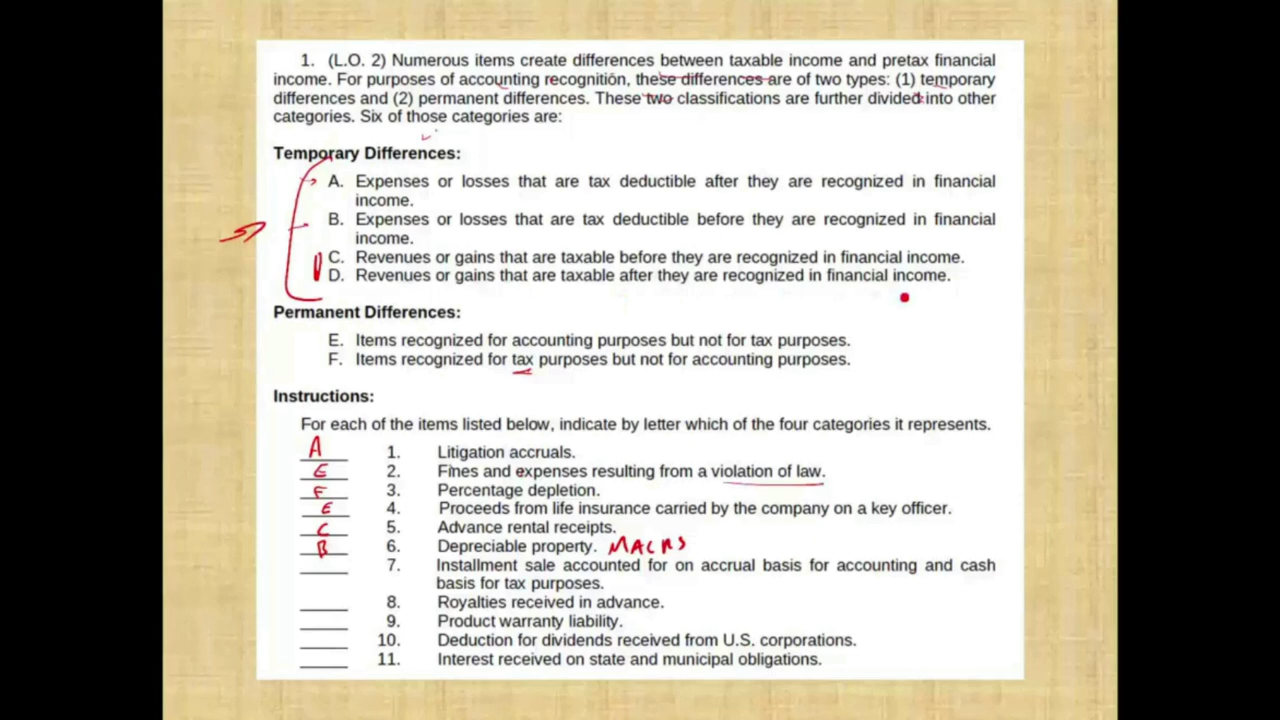 1. (L.O. 2) Numerous items create differences between taxable income and pretax financial
income. For purposes of accounting recognition, these differences are of two types: (1) temporary
differences and (2) permanent differences. These two classifications are further divided into other
categories. Six of those categories are:
Temporary Differences:
A. Expenses or losses that are tax deductible after they are recognized in financial
income.
B. Expenses or losses that are tax deductible before they are recognized in financial
income.
C. Revenues or gains that are taxable before they are recognized in financial income.
D. Revenues or gains that are taxable after they are recognized in financial income.
Permanent Differences:
E. Items recognized for accounting purposes but not for tax purposes.
F. Items recognized for tax purposes but not for accounting purposes.
Instructions:
For each of the items listed below, indicate by letter which of the four categories it represents.
A 1. Litigation accruals.
E 2. Fines and expenses resulting from a violation of law.
F 3. Percentage depletion.
E 4. Proceeds from life insurance carried by the company on a key officer.
C 5. Advance rental receipts.
B 6. Depreciable property. MACRS
7. Installment sale accounted for on accrual basis for accounting and cash
basis for tax purposes.
8. Royalties received in advance.
9. Product warranty liability.
10. Deduction for dividends received from U.S. corporations.
11. Interest received on state and municipal obligations.